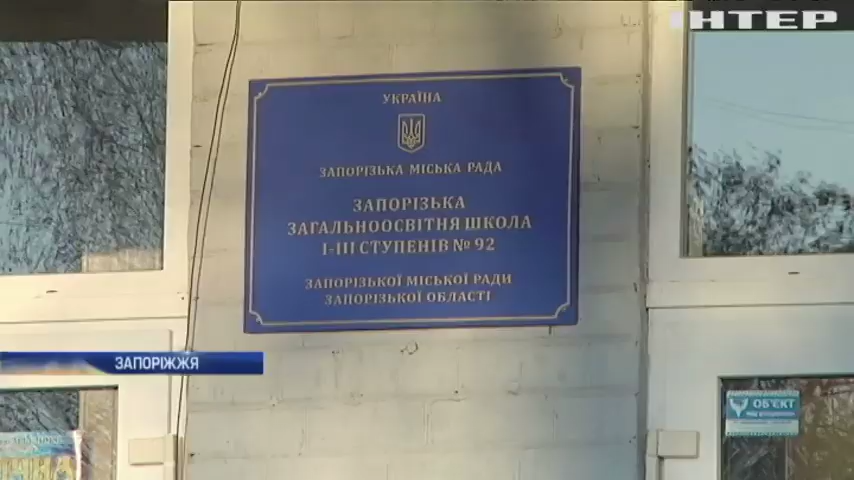 ІНТЕР
УКРАЇНА
ЗАПОРІЗЬКА МІСЬКА РАДА
ЗАПОРІЗЬКА
ЗАГАЛЬНООСВІТНЯ ШКОЛА
І-ІІІ СТУПЕНІВ № 92
ЗАПОРІЗЬКОЇ МІСЬКОЇ РАДИ
ЗАПОРІЗЬКОЇ ОБЛАСТІ
ЗАПОРІЖЖЯ
ОБ'ЄКТ